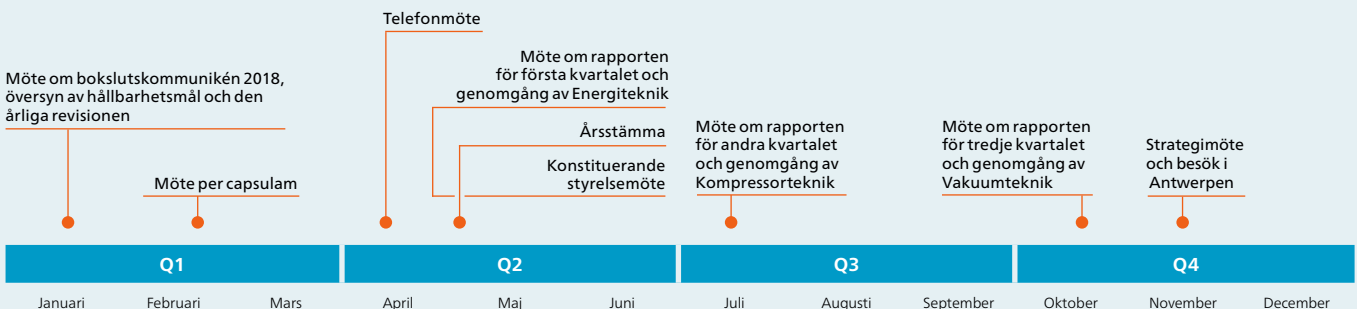 Telefonmöte
Möte om rapporten
för första kvartalet och
genomgång av Energiteknik
Möte om bokslutskommunikén 2018,
översyn av hållbarhetsmål och den
årliga revisionen
Årsstämma
Möte om rapporten
för andra kvartalet
och genomgång av
Kompressorteknik
Möte om rapporten
för tredje kvartalet
och genomgång av
Vakuumteknik
Strategimöte
och besök i
Antwerpen
Konstituerande
styrelsemöte
Möte per capsulam
Q1
Q2
Q3
Q4
Januari
Februari
Mars
April
Maj
Juni
Juli
Augusti
September
Oktober
November
December